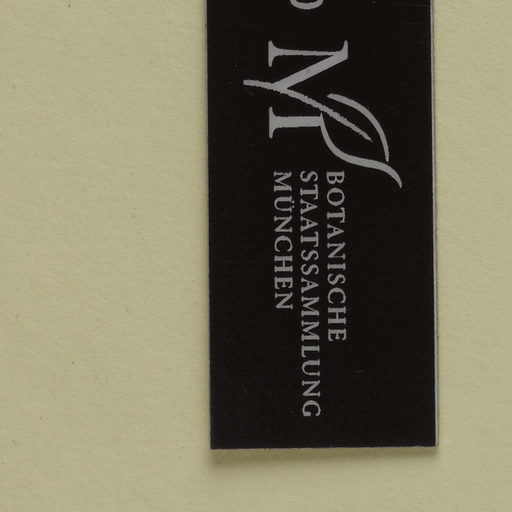 M
BOTANISCHE
STAATSSAMMLUNG
MÜNCHEN